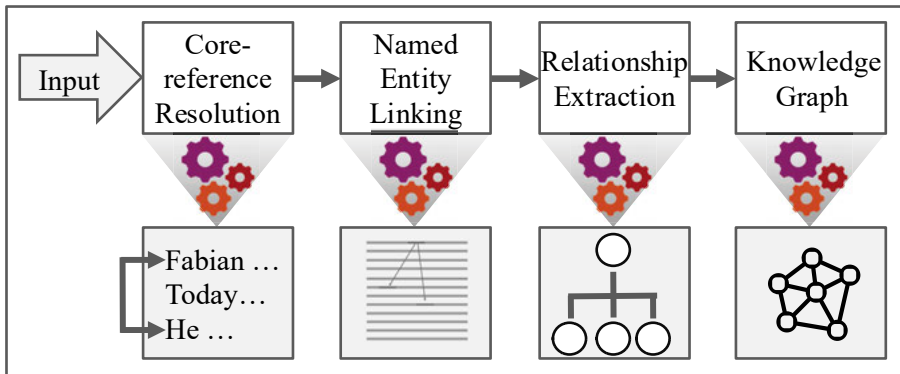 Input
Core-
reference
Resolution
Named
Entity
Linking
Relationship
Extraction
Knowledge
Graph
Fabian …
Today…
He …